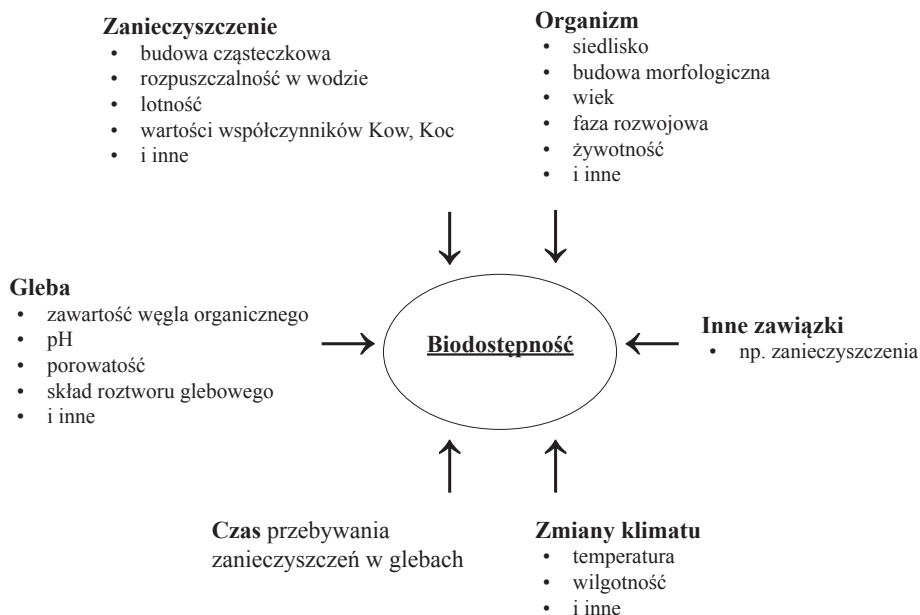 Zanieczyszczenie
• budowa cząsteczkowa
• rozpuszczalność w wodzie
• lotność
• wartości współczynników Kow, Koc
• i inne
Organizm
• siedlisko
• budowa morfologiczna
• wiek
• faza rozwojowa
• żywotność
• i inne
Gleba
• zawartość węgla organicznego
• pH
• porowatość
• skład roztworu glebowego
• i inne
Biodostępność
Inne zawiązki
• np. zanieczyszczenia
Czas przebywania
zanieczyszczeń w glebach
Zmiany klimatu
• temperatura
• wilgotność
• i inne